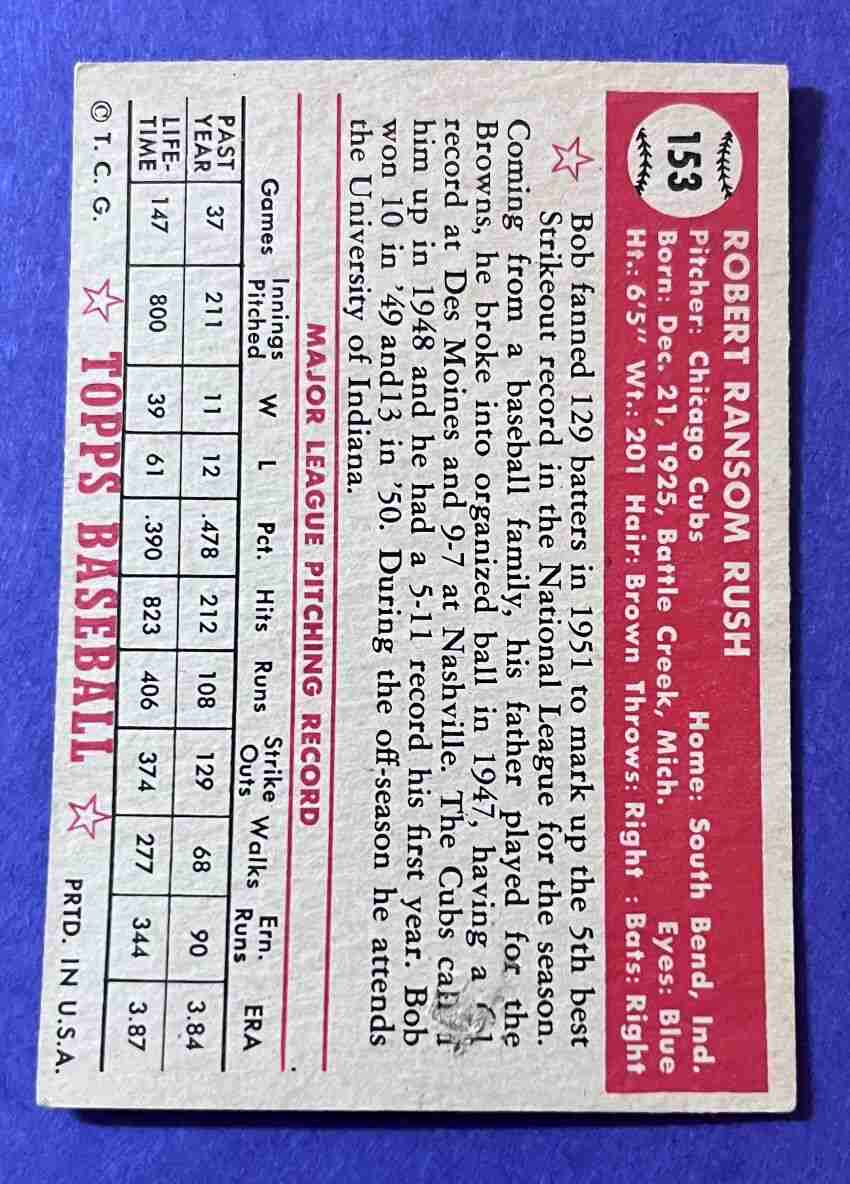 153
ROBERT RANSOM RUSH
Pitcher: Chicago Cubs Home: South Bend, Ind.
Born: Dec. 21, 1925, Battle Creek, Mich. Eyes: Blue
Ht.: 6'5" Wt.: 201 Hair: Brown Throws: Right : Bats: Right
Bob fanned 129 batters in 1951 to mark up the 5th best
Strikeout record in the National League for the season.
Coming from a baseball family, his father played for the
Browns, he broke into organized ball in 1947, having a
record at Des Moines and 9-7 at Nashville. The Cubs
him up in 1948 and he had a 5-11 record his first year. Bob
won 10 in '49 and13 in '50. During the off-season he attends
the University of Indiana.
MAJOR LEAGUE PITCHING RECORD
Games Innings Pitched W L Pct. Hits Runs Strike Outs Walks Ern. Runs ERA
PAST YEAR 37 211 11 12 .478 212 108 129 68 90 3.84
LIFE-TIME 147 800 39 61 .390 823 406 374 277 344 3.87
© T. C. G. TOPPS BASEBALL PRTD. IN U.S.A.